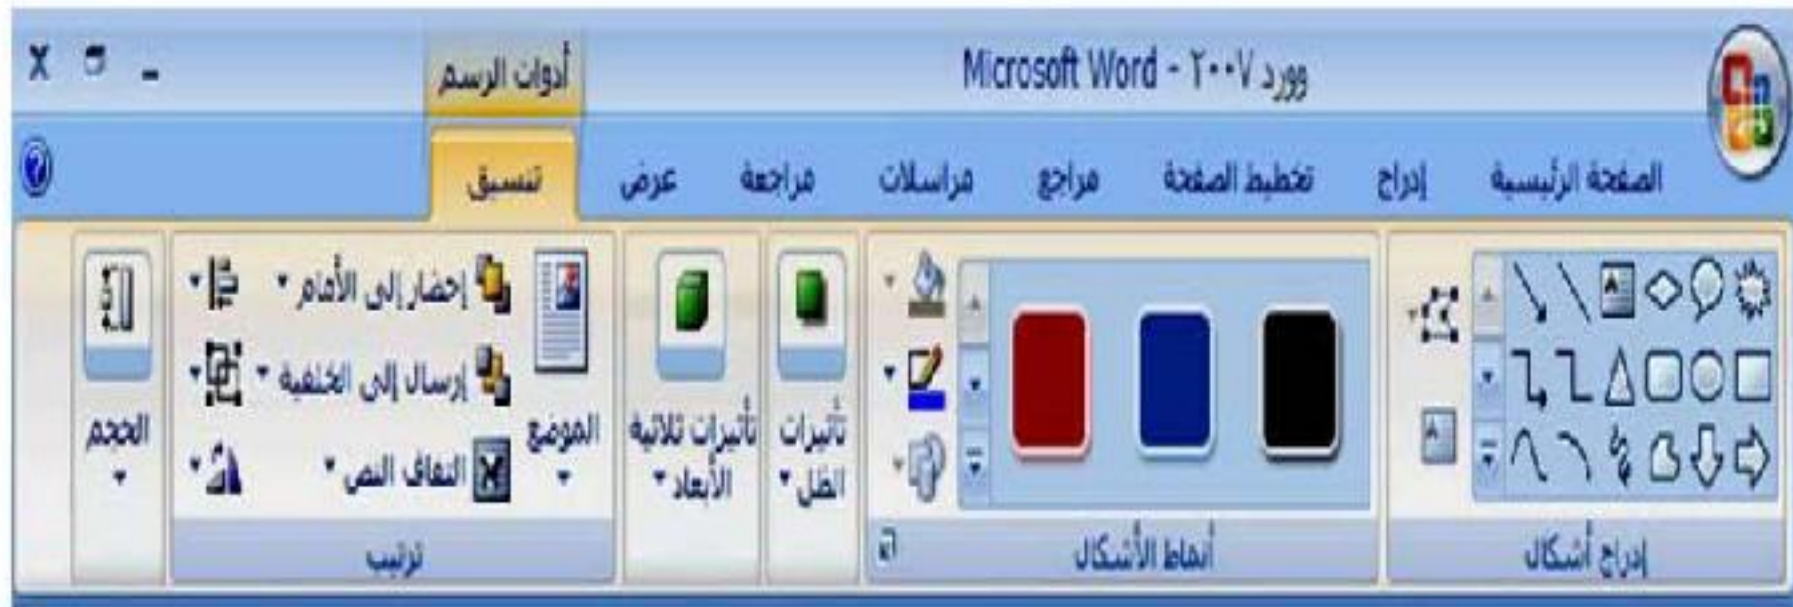 وورد ٢٠٠٧ - Microsoft Word
أدوات الرسم
الصفحة الرئيسية
إدراج
تخطيط الصفحة
مراجع
مراسلات
مراجعة
عرض
تنسيق
إدراج أشكال
أنماط الأشكال
تأثيرات
الظل
تأثيرات ثلاثية
الأبعاد
الموضع
إحضار إلى الأمام
إرسال إلى الخلفية
التفاف النص
ترتيب
الحجم